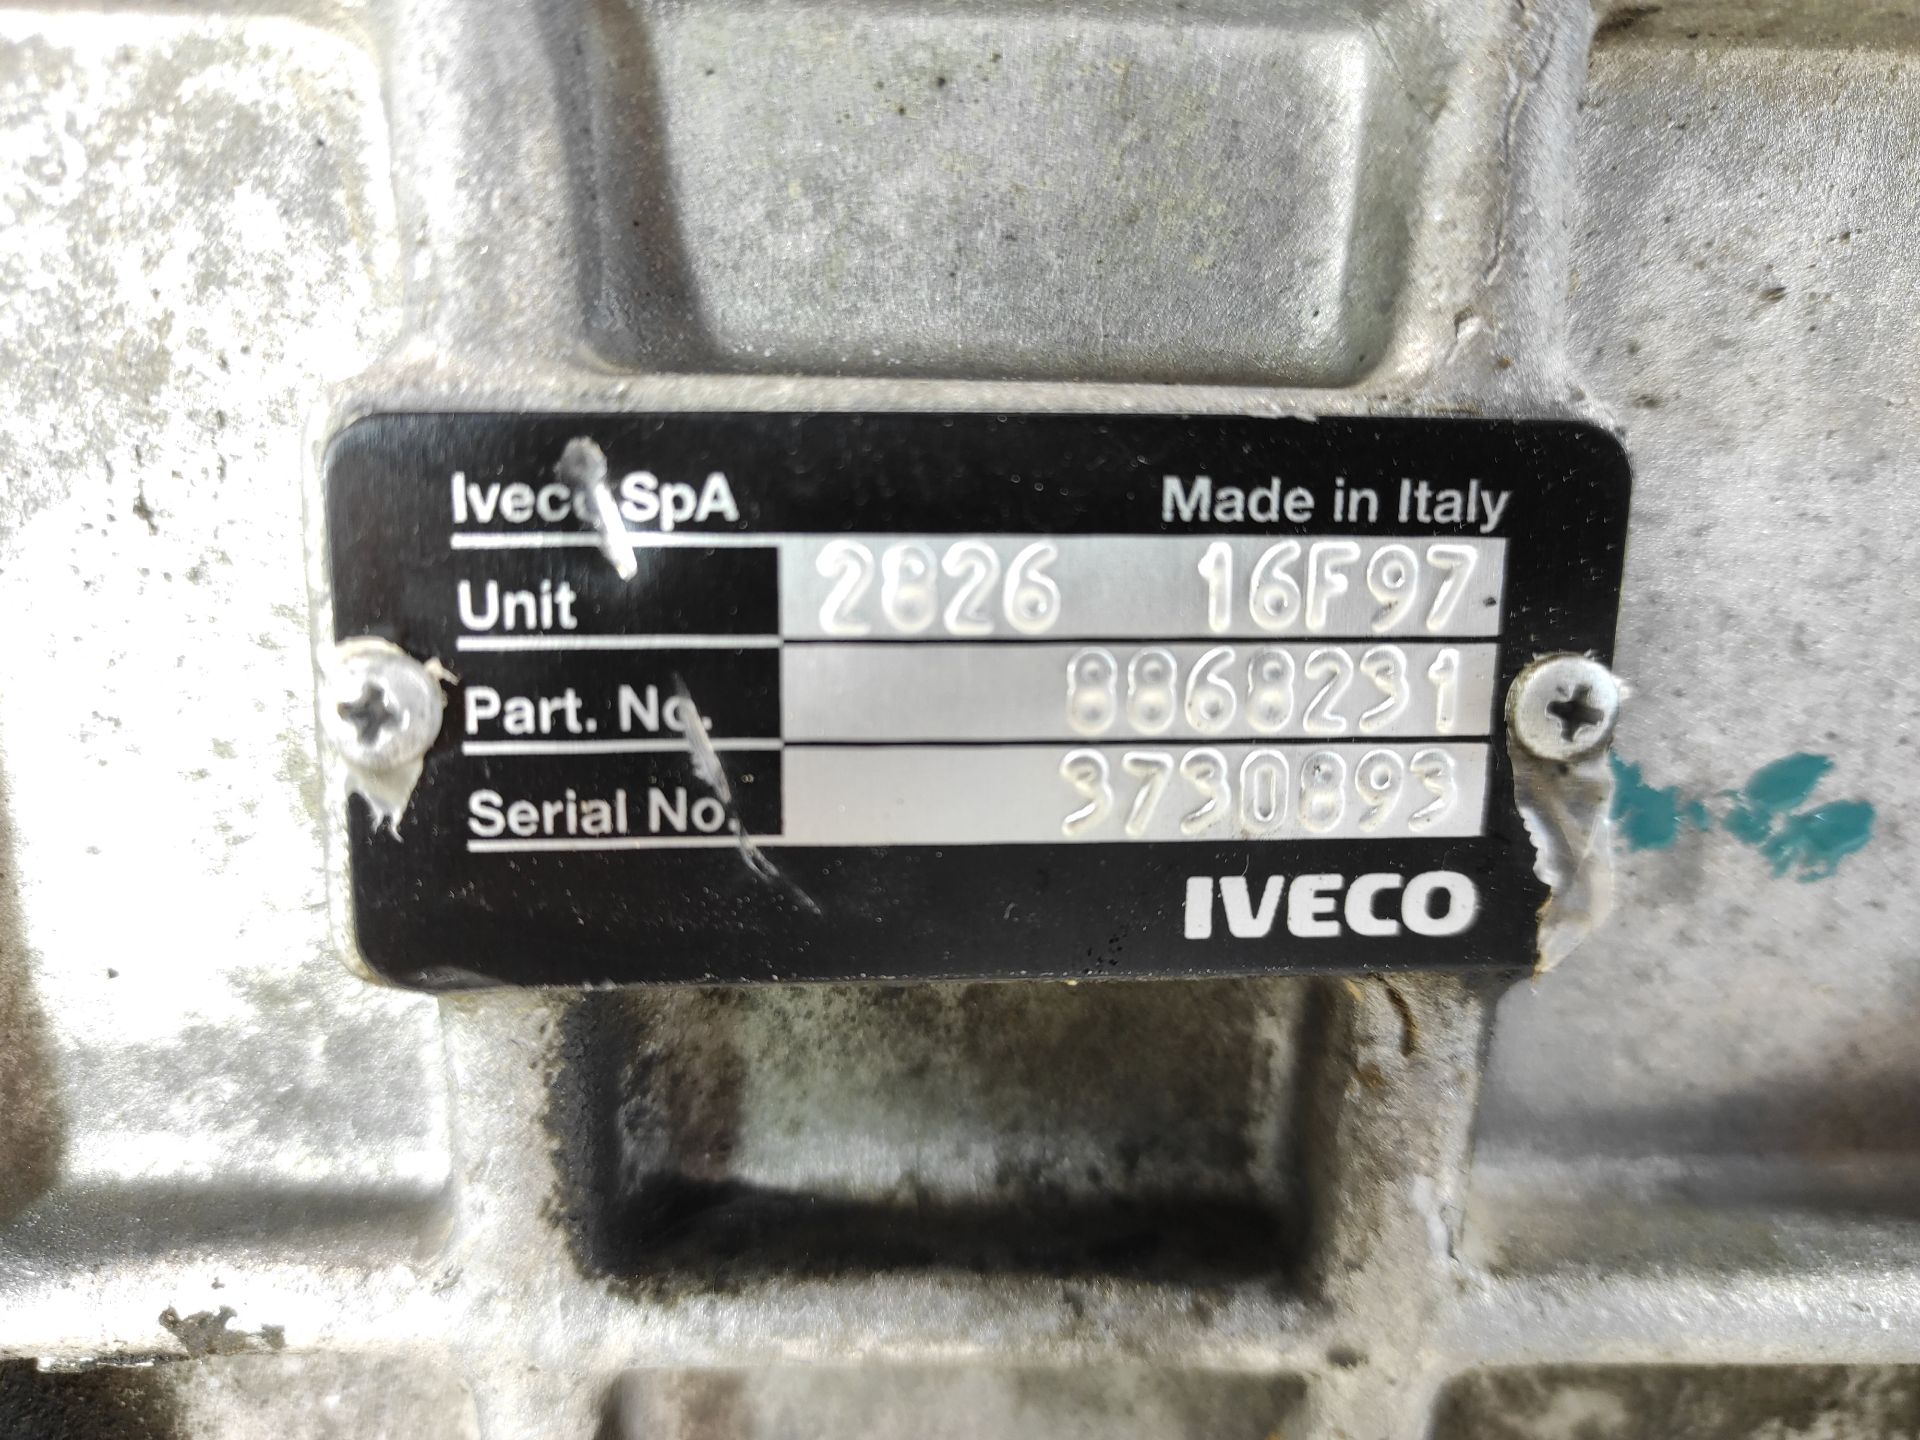 Iveco SpA Made in Italy
Unit 2826 16F97
Part. No. 8868231
Serial No. 3730893
IVECO